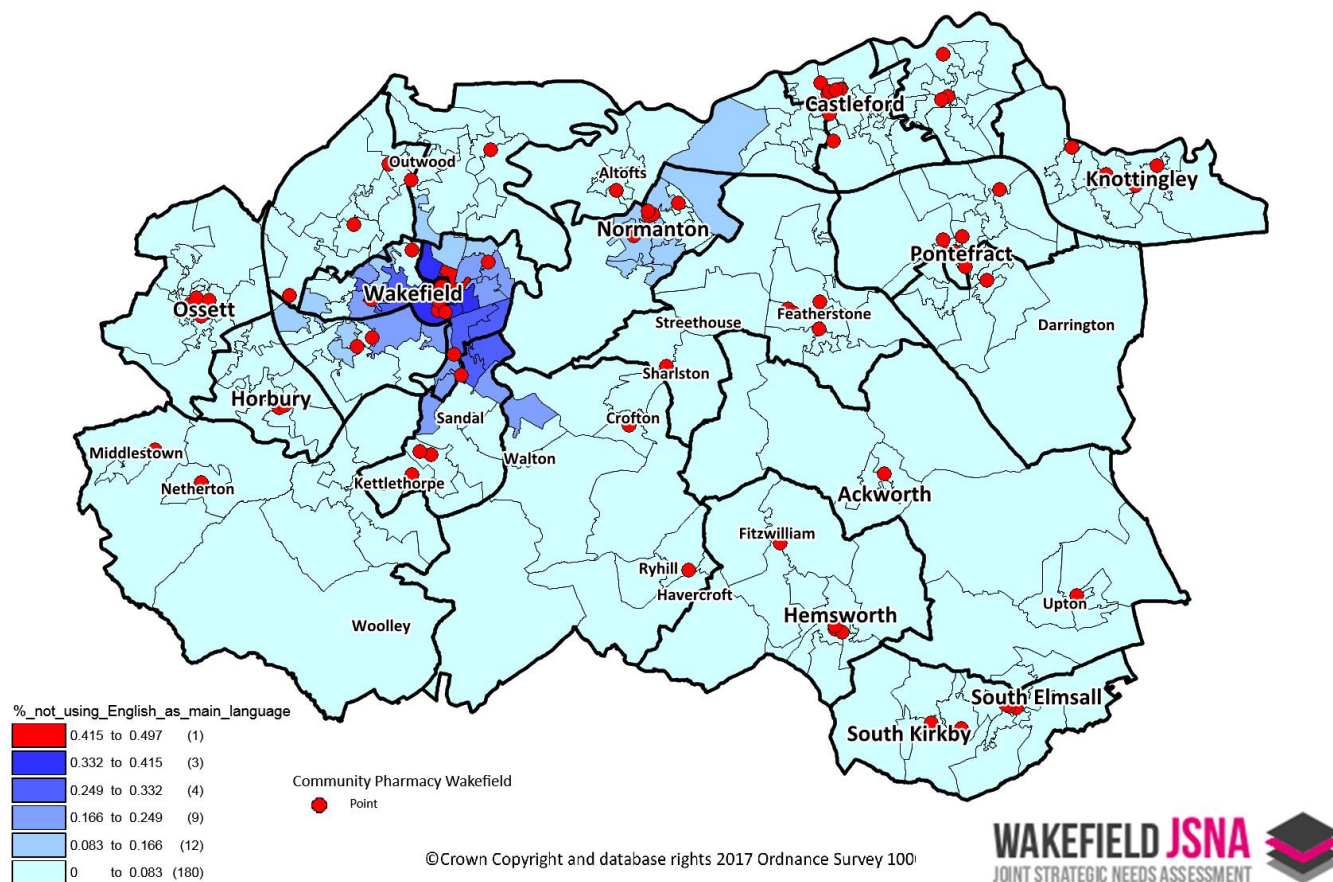 Castleford
Outwood
Altofts
Knottingley
Normanton
Pontefract
Wakefield
Ossett
Streethouse
Featherstone
Darrington
Sharlston
Horbury
Sandal
Crofton
Middlestown
Walton
Netherton
Kettlethorpe
Ackworth
Fitzwilliam
Ryhill
Havercroft
Upton
Hemsworth
Woolley
South Elmsall
South Kirkby
%_not_using_English_as_main_language
0.415 to 0.497 (1)
0.332 to 0.415 (3)
0.249 to 0.332 (4)
0.166 to 0.249 (9)
0.083 to 0.166 (12)
0 to 0.083 (180)
Community Pharmacy Wakefield
Point
©Crown Copyright and database rights 2017 Ordnance Survey 100
WAKEFIELD JSNA
JOINT STRATEGIC NEEDS ASSESSMENT